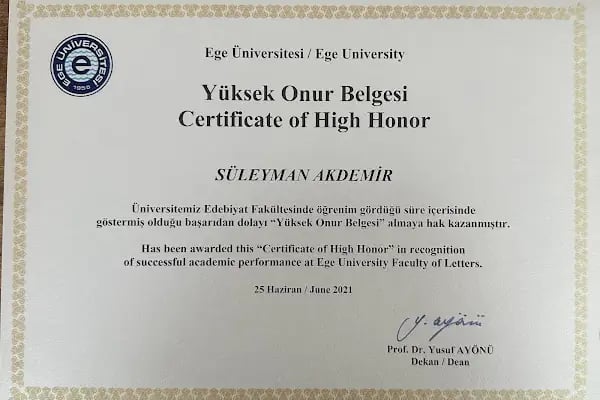 EGE ÜNİVERSİTESİ
e
1955
Ege Üniversitesi / Ege University
Yüksek Onur Belgesi
Certificate of High Honor
SÜLEYMAN AKDEMİR
Üniversitemiz Edebiyat Fakültesinde öğrenim gördüğü süre içerisinde
göstermiş olduğu başarıdan dolayı “Yüksek Onur Belgesi” almaya hak kazanmıştır.
Has been awarded this “Certificate of High Honor” in recognition
of successful academic performance at Ege University Faculty of Letters.
25 Haziran / June 2021
y. ayönü
Prof. Dr. Yusuf AYÖNÜ
Dekan / Dean